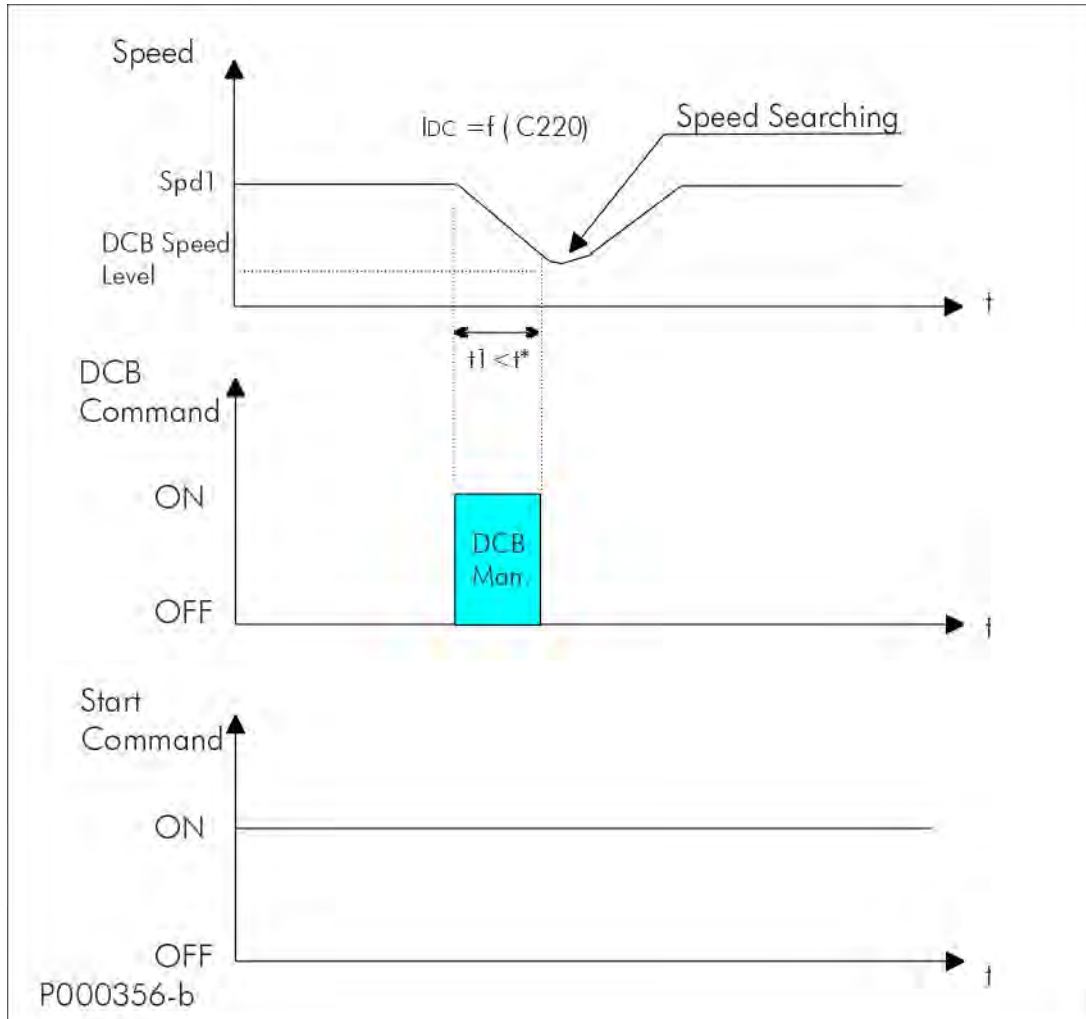 Speed
IDC =f ( C220)
Speed Searching
Spd1
DCB Speed
Level
t
t1 < t*
DCB
Command
ON
DCB
Man.
OFF
t
Start
Command
ON
OFF
t
P000356-b